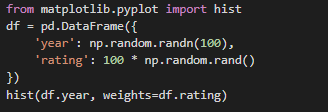 from matplotlib.pyplot import hist
df = pd.DataFrame({
    'year': np.random.randn(100),
    'rating': 100 * np.random.rand()
})
hist(df.year, weights=df.rating)